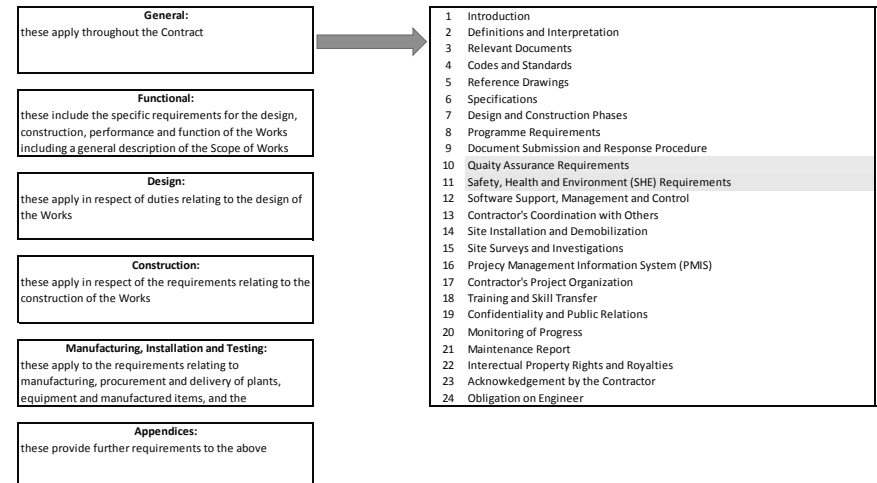 General:
these apply throughout the Contract
Functional:
these include the specific requirements for the design,
construction, performance and function of the Works
including a general description of the Scope of Works
Design:
these apply in respect of duties relating to the design of
the Works
Construction:
these apply in respect of the requirements relating to the
construction of the Works
Manufacturing, Installation and Testing:
these apply to the requirements relating to
manufacturing, procurement and delivery of plants,
equipment and manufactured items, and the
Appendices:
these provide further requirements to the above
1 Introduction
2 Definitions and Interpretation
3 Relevant Documents
4 Codes and Standards
5 Reference Drawings
6 Specifications
7 Design and Construction Phases
8 Programme Requirements
9 Document Submission and Response Procedure
10 Quaity Assurance Requirements
11 Safety, Health and Environment (SHE) Requirements
12 Software Support, Management and Control
13 Contractor's Coordination with Others
14 Site Installation and Demobilization
15 Site Surveys and Investigations
16 Projecy Management Information System (PMIS)
17 Contractor's Project Organization
18 Training and Skill Transfer
19 Confidentiality and Public Relations
20 Monitoring of Progress
21 Maintenance Report
22 Interectual Property Rights and Royalties
23 Acknowkedgement by the Contractor
24 Obligation on Engineer